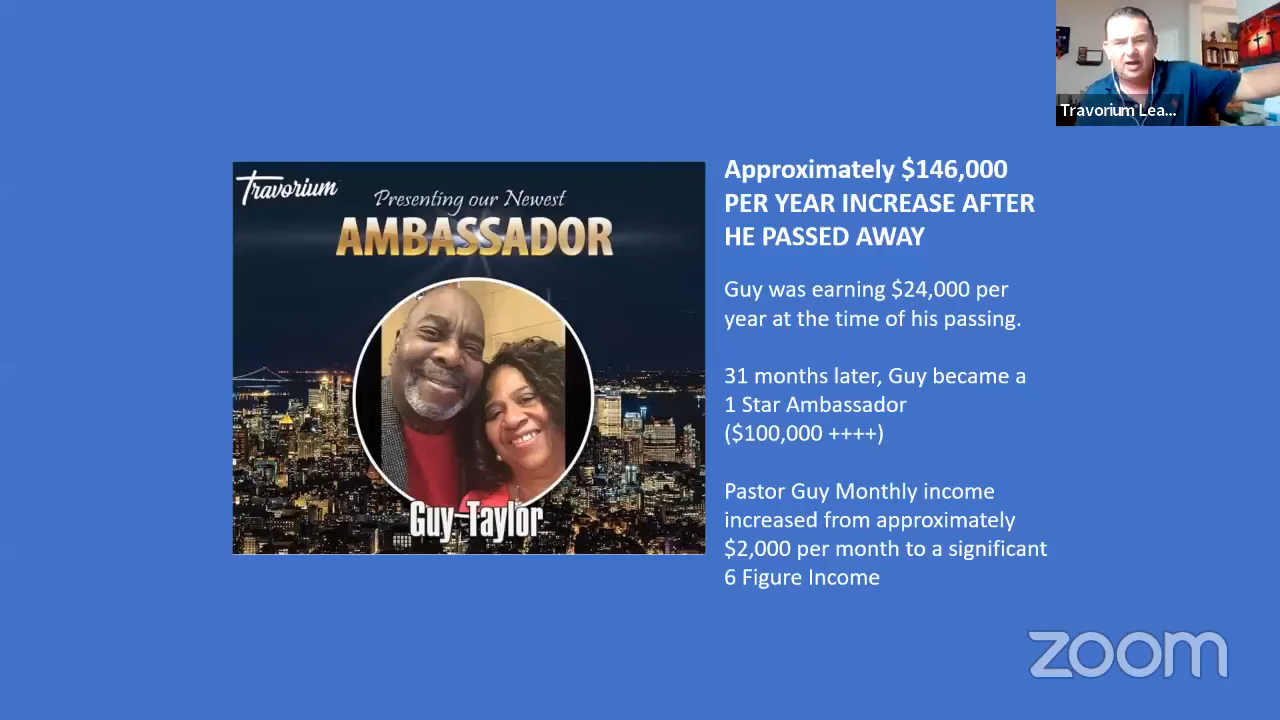 Travorium Lea...
Travorium
Presenting our Newest
AMBASSADOR
Guy Taylor
Approximately $146,000
PER YEAR INCREASE AFTER
HE PASSED AWAY
Guy was earning $24,000 per
year at the time of his passing.
31 months later, Guy became a
1 Star Ambassador
($100,000 ++++)
Pastor Guy Monthly income
increased from approximately
$2,000 per month to a significant
6 Figure Income
zoom